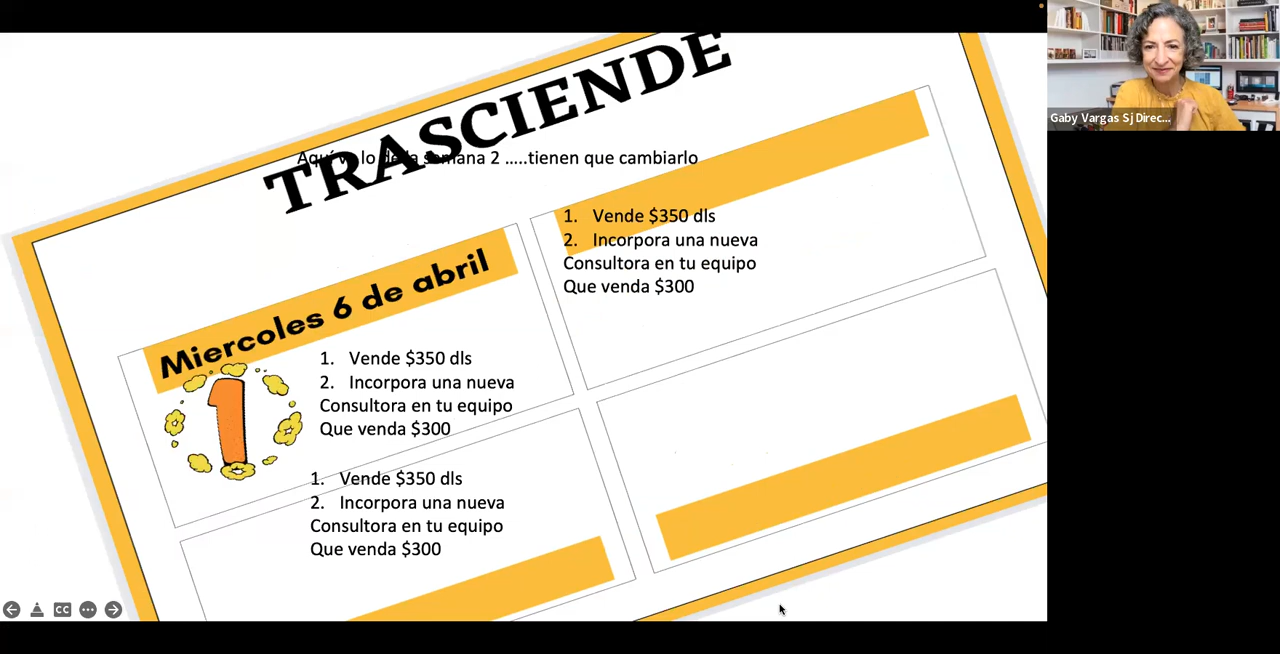 TRASCIENDE
Aquí va lo de la semana 2 .....tienen que cambiarlo
Miercoles 6 de abril
1
1. Vende $350 dls
2. Incorpora una nueva
Consultora en tu equipo
Que venda $300
1. Vende $350 dls
2. Incorpora una nueva
Consultora en tu equipo
Que venda $300
1. Vende $350 dls
2. Incorpora una nueva
Consultora en tu equipo
Que venda $300
Gaby Vargas Sj Direc...
CC